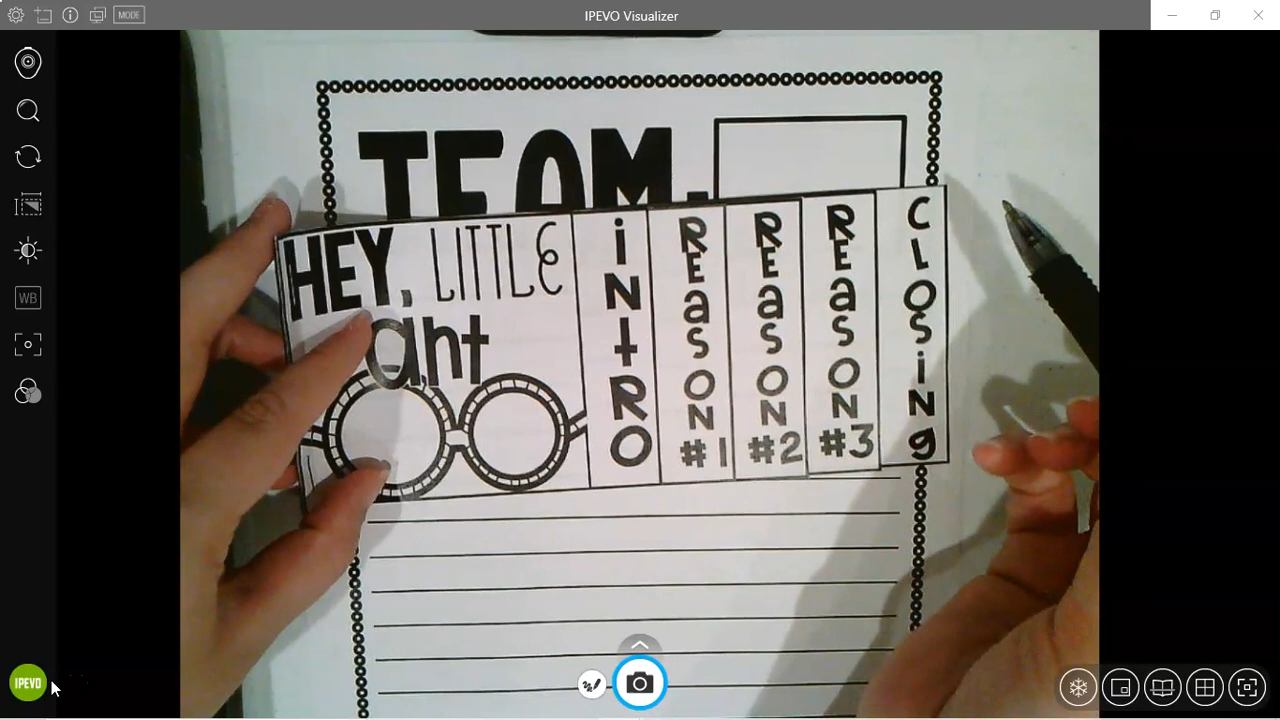 MODE
IPEVO Visualizer
WB
TEAM:
HEY, LITTLE
ant
iNtRO
REaSON #1
REaSON #2
REaSON #3
ClOSiNg
IPEVO